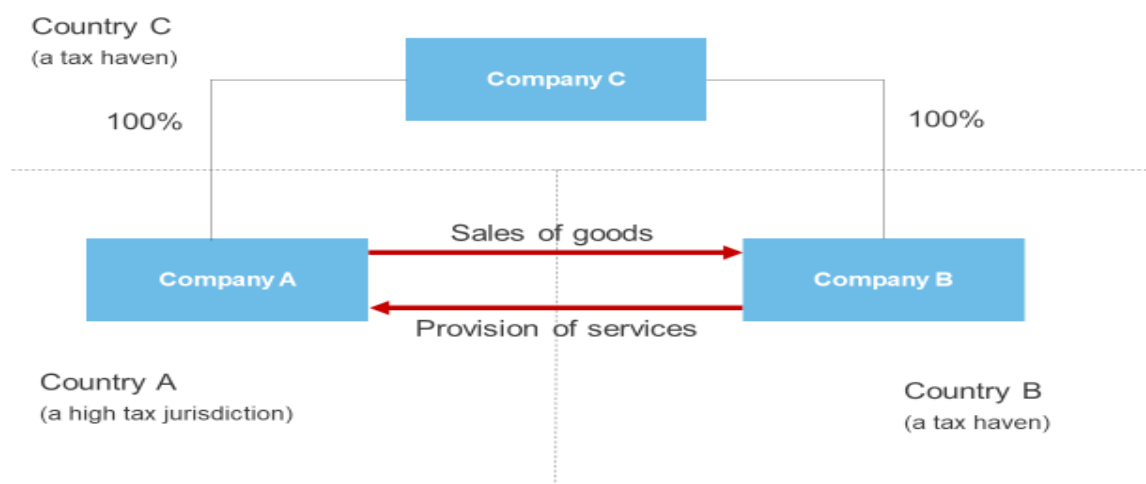 Country C
(a tax haven)
Company C
100%
100%
Sales of goods
Company A
Company B
Provision of services
Country A
(a high tax jurisdiction)
Country B
(a tax haven)